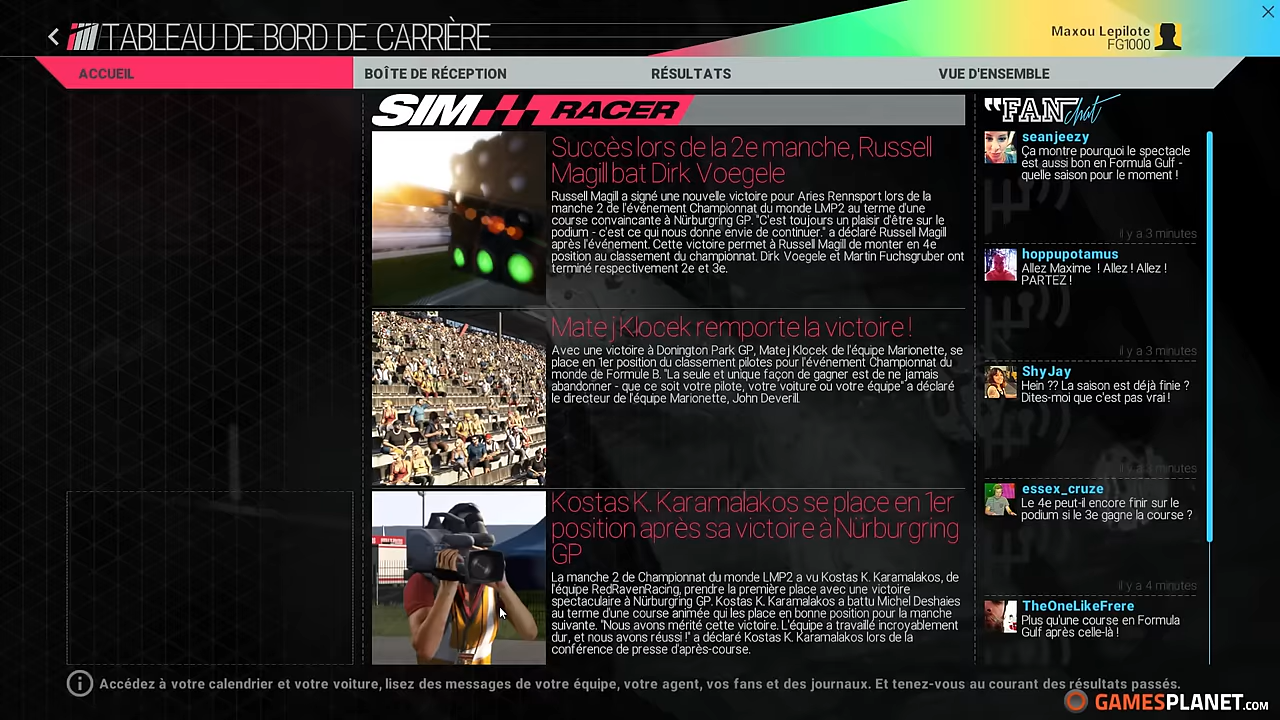 TABLEAU DE BORD DE CARRIÈRE
Maxou Lepilote
FG1000
ACCUEIL
BOÎTE DE RÉCEPTION
RÉSULTATS
VUE D'ENSEMBLE
SIM RACER
Succès lors de la 2e manche, Russell
Magill bat Dirk Voegele
Russell Magill a signé une nouvelle victoire pour Aries Rennsport lors de la
manche 2 de l'événement Championnat du monde LMP2 au terme d'une
course convaincante à Nürburgring GP. "C'est toujours un plaisir d'être sur le
podium - c'est ce qui nous donne envie de continuer." a déclaré Russell Magill
après l'événement. Cette victoire permet à Russell Magill de monter en 4e
position au classement du championnat. Dirk Voegele et Martin Fuchsgruber ont
terminé respectivement 2e et 3e.
Matej Klocek remporte la victoire !
Avec une victoire à Donington Park GP, Matej Klocek de l'équipe Marionette, se
place en 1er position du classement pilotes pour l'événement Championnat du
monde de Formule B. "La seule et unique façon de gagner est de ne jamais
abandonner - que ce soit votre pilote, votre voiture ou votre équipe" a déclaré
le directeur de l'équipe Marionette, John Deverill.
Kostas K. Karamalakos se place en 1er
position après sa victoire à Nürburgring
GP
La manche 2 de Championnat du monde LMP2 a vu Kostas K. Karamalakos, de
l'équipe RedRavenRacing, prendre la première place avec une victoire
spectaculaire à Nürburgring GP. Kostas K. Karamalakos a battu Michel Deshaies
au terme d'une course animée qui les place en bonne position pour la manche
suivante. "Nous avons mérité cette victoire. L'équipe a travaillé incroyablement
dur, et nous avons réussi !" a déclaré Kostas K. Karamalakos lors de la
conférence de presse d'après-course.
"FAN chat
seanjeezy
Ça montre pourquoi le spectacle
est aussi bon en Formula Gulf -
quelle saison pour le moment !
il y a 3 minutes
hoppupotamus
Allez Maxime ! Allez ! Allez !
PARTEZ !
il y a 3 minutes
ShyJay
Hein ?? La saison est déjà finie ?
Dites-moi que c'est pas vrai !
il y a 3 minutes
essex_cruze
Le 4e peut-il encore finir sur le
podium si le 3e gagne la course ?
il y a 4 minutes
TheOneLikeFrere
Plus qu'une course en Formula
Gulf après celle-là !
Accédez à votre calendrier et votre voiture, lisez des messages de votre équipe, votre agent, vos fans et des journaux. Et tenez-vous au courant des résultats passés.
GAMESPLANET.COM